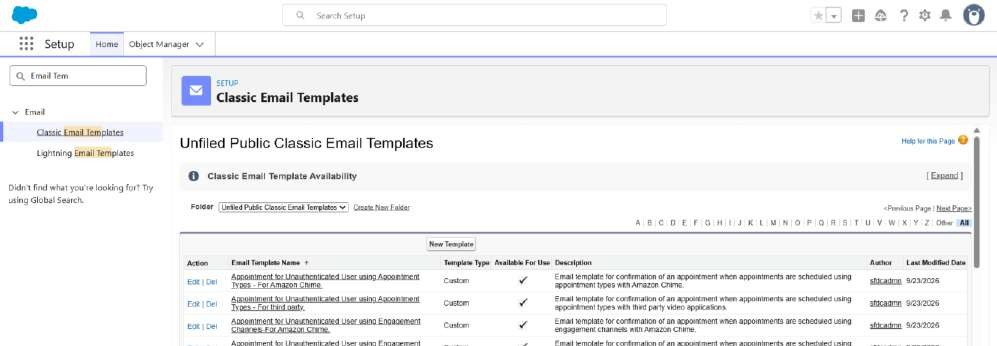 Search Setup
Setup
Home
Object Manager
Email Tem
Email
Classic Email Templates
Lightning Email Templates
Didn't find what you're looking for? Try
using Global Search.
SETUP
Classic Email Templates
Unfiled Public Classic Email Templates
Help for this Page
Classic Email Template Availability
[ Expand ]
Folder Unfiled Public Classic Email Templates Create New Folder
<Previous Page | Next Page>
A | B | C | D | E | F | G | H | I | J | K | L | M | N | O | P | Q | R | S | T | U | V | W | X | Y | Z | Other All
New Template
Action Email Template Name ↑ Template Type Available For Use Description Author Last Modified Date
Edit | Del Appointment for Unauthenticated User using Appointment Types - For Amazon Chime. Custom ✓ Email template for confirmation of an appointment when appointments are scheduled using appointment types with Amazon Chime. sfdcadmn 9/23/2026
Edit | Del Appointment for Unauthenticated User using Appointment Types - For third party. Custom ✓ Email template for confirmation of an appointment when appointments are scheduled using appointment types with third party video applications. sfdcadmn 9/23/2026
Edit | Del Appointment for Unauthenticated User using Engagement Channels-For Amazon Chime. Custom ✓ Email template for confirmation of an appointment when appointments are scheduled using engagement channels with Amazon Chime. sfdcadmn 9/23/2026
Appointment for Unauthenticated User using Engagement Email template for confirmation of an appointment when appointments are scheduled using